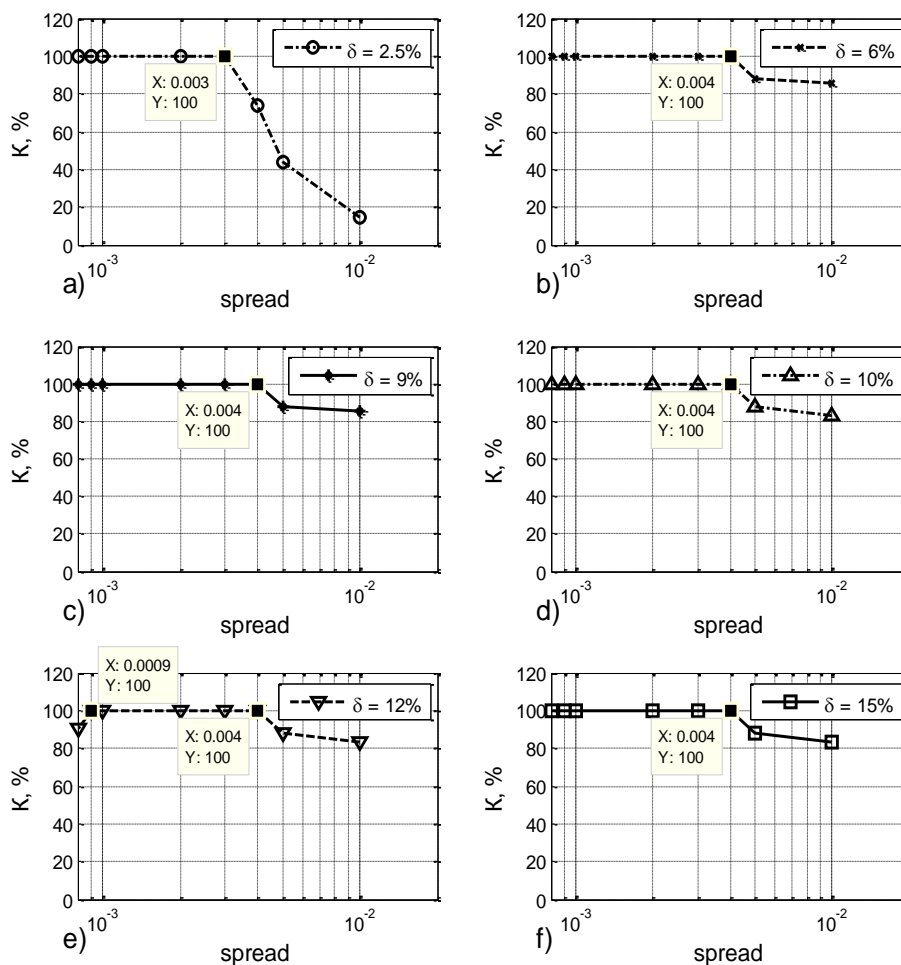 120
100
80
60
40
20
0
K, %
δ = 2.5%
X: 0.003
Y: 100
10-3
10-2
spread
a)
120
100
80
60
40
20
0
K, %
δ = 6%
X: 0.004
Y: 100
10-3
10-2
spread
b)
120
100
80
60
40
20
0
K, %
δ = 9%
X: 0.004
Y: 100
10-3
10-2
spread
c)
120
100
80
60
40
20
0
K, %
δ = 10%
X: 0.004
Y: 100
10-3
10-2
spread
d)
120
100
80
60
40
20
0
K, %
X: 0.0009
Y: 100
δ = 12%
X: 0.004
Y: 100
10-3
10-2
spread
e)
120
100
80
60
40
20
0
K, %
δ = 15%
X: 0.004
Y: 100
10-3
10-2
spread
f)